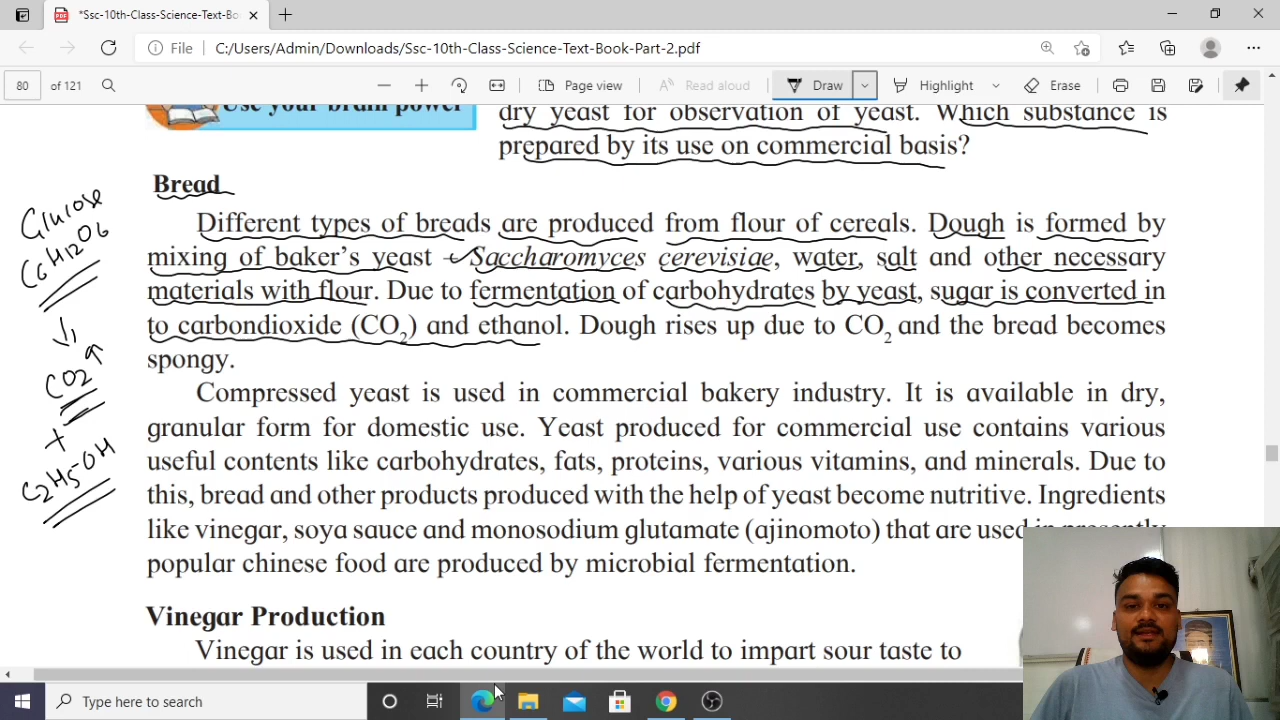 *Ssc-10th-Class-Science-Text-Bo
File C:/Users/Admin/Downloads/Ssc-10th-Class-Science-Text-Book-Part-2.pdf
80 of 121 Page view Read aloud Draw Highlight Erase
Use your brain power
dry yeast for observation of yeast. Which substance is
prepared by its use on commercial basis?
Bread
Different types of breads are produced from flour of cereals. Dough is formed by
mixing of baker's yeast - Saccharomyces cerevisiae, water, salt and other necessary
materials with flour. Due to fermentation of carbohydrates by yeast, sugar is converted in
to carbondioxide (CO2) and ethanol. Dough rises up due to CO2 and the bread becomes
spongy.
Compressed yeast is used in commercial bakery industry. It is available in dry,
granular form for domestic use. Yeast produced for commercial use contains various
useful contents like carbohydrates, fats, proteins, various vitamins, and minerals. Due to
this, bread and other products produced with the help of yeast become nutritive. Ingredients
like vinegar, soya sauce and monosodium glutamate (ajinomoto) that are used in presently
popular chinese food are produced by microbial fermentation.
Vinegar Production
Vinegar is used in each country of the world to impart sour taste to
Glucose
C6H12O6
CO2
+
C2H5-OH
Type here to search